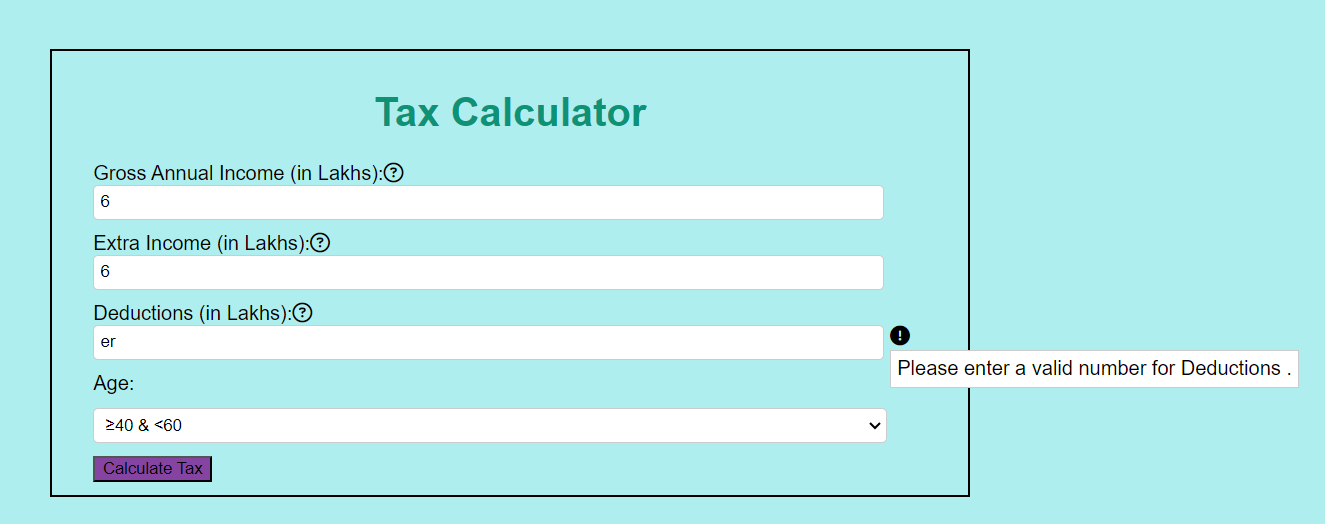 Tax Calculator
Gross Annual Income (in Lakhs):?
6
Extra Income (in Lakhs):?
6
Deductions (in Lakhs):?
er
!
Please enter a valid number for Deductions .
Age:
≥40 & <60
Calculate Tax